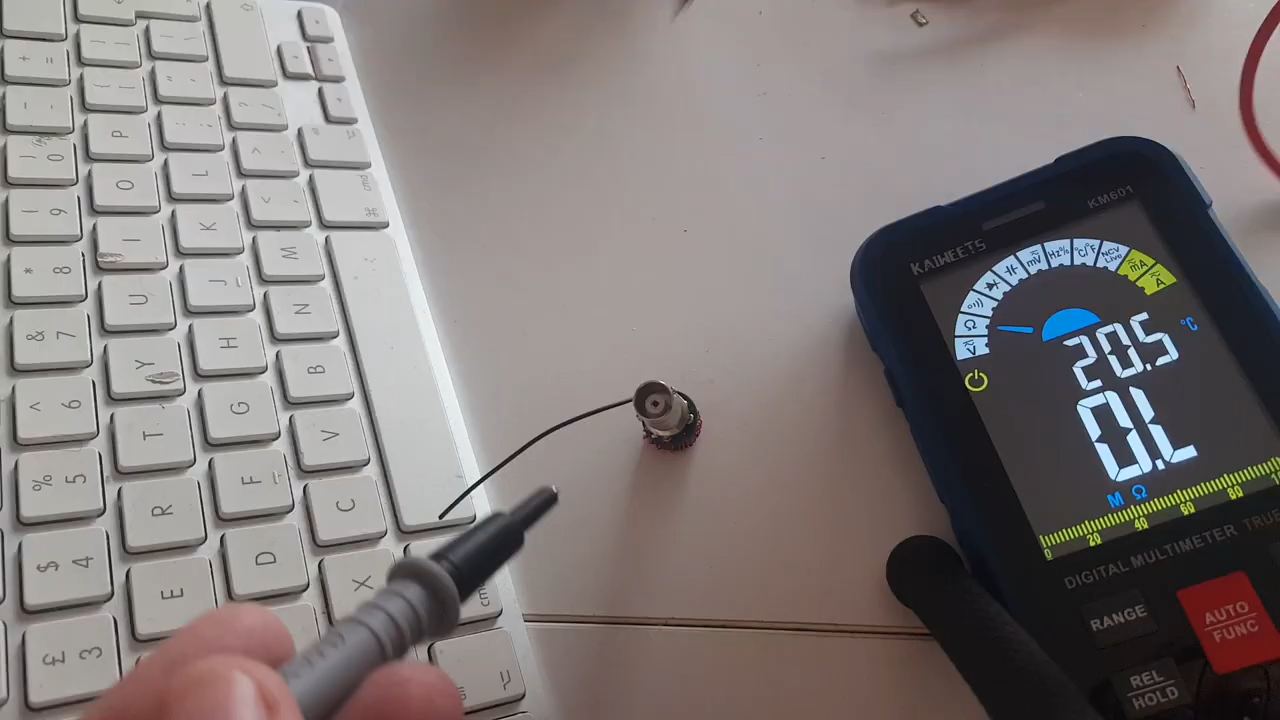 KAIWEETS
KM601
Ṽ Ω mV Hz% °C/°F NCV Live mA A
20.5 °C
0.L
M Ω
0 20 40 60 80
DIGITAL MULTIMETER TRUE
RANGE
AUTO FUNC
REL HOLD
+ =
_ -
) 0
( 9
* 8
& 7
^ 6
% 5
$ 4
£ 3
P
O
I
U
Y
T
R
E
L
K
J
H
G
F
D
M
N
B
V
C
X
} ]
{ [
" '
: ;
? /
> .
< ,
cmd ⌘
⌥